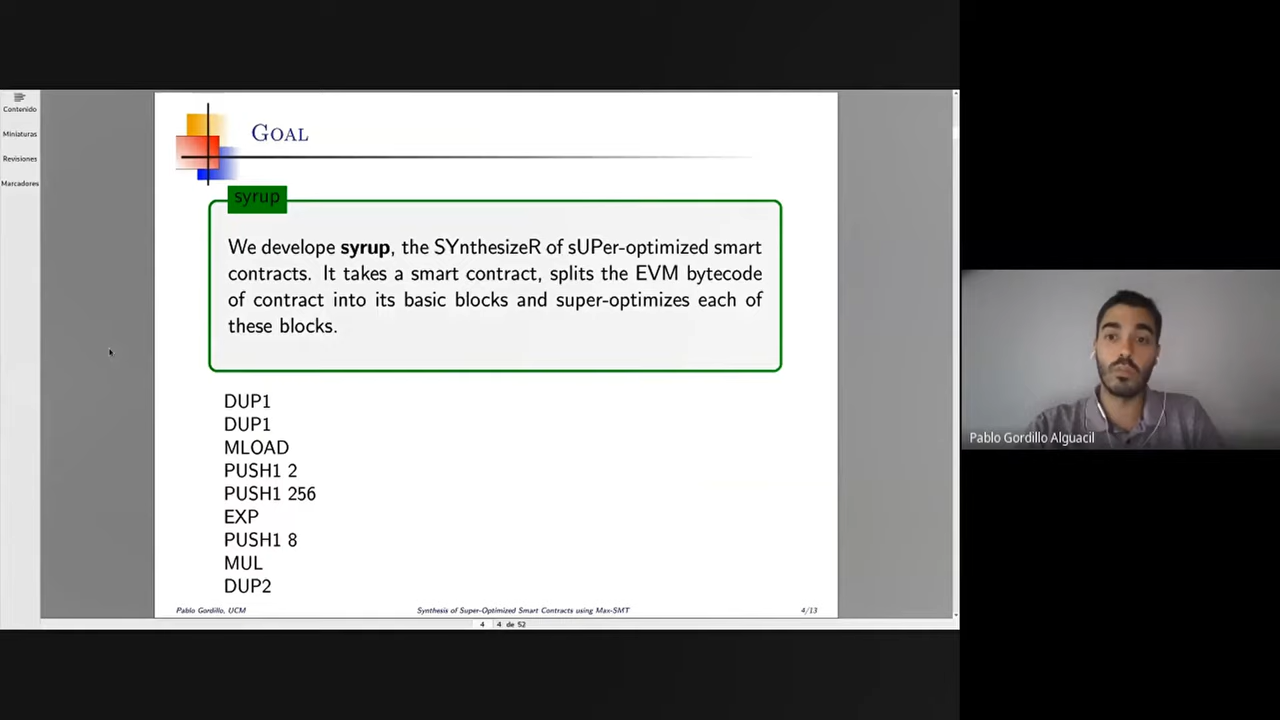 Contenido
Miniaturas
Revisiones
Marcadores
GOAL
syrup
We develope syrup, the SYnthesizeR of sUPer-optimized smart
contracts. It takes a smart contract, splits the EVM bytecode
of contract into its basic blocks and super-optimizes each of
these blocks.
DUP1
DUP1
MLOAD
PUSH1 2
PUSH1 256
EXP
PUSH1 8
MUL
DUP2
Pablo Gordillo, UCM
Synthesis of Super-Optimized Smart Contracts using Max-SMT
4/13
4 4 de 52
Pablo Gordillo Alguacil